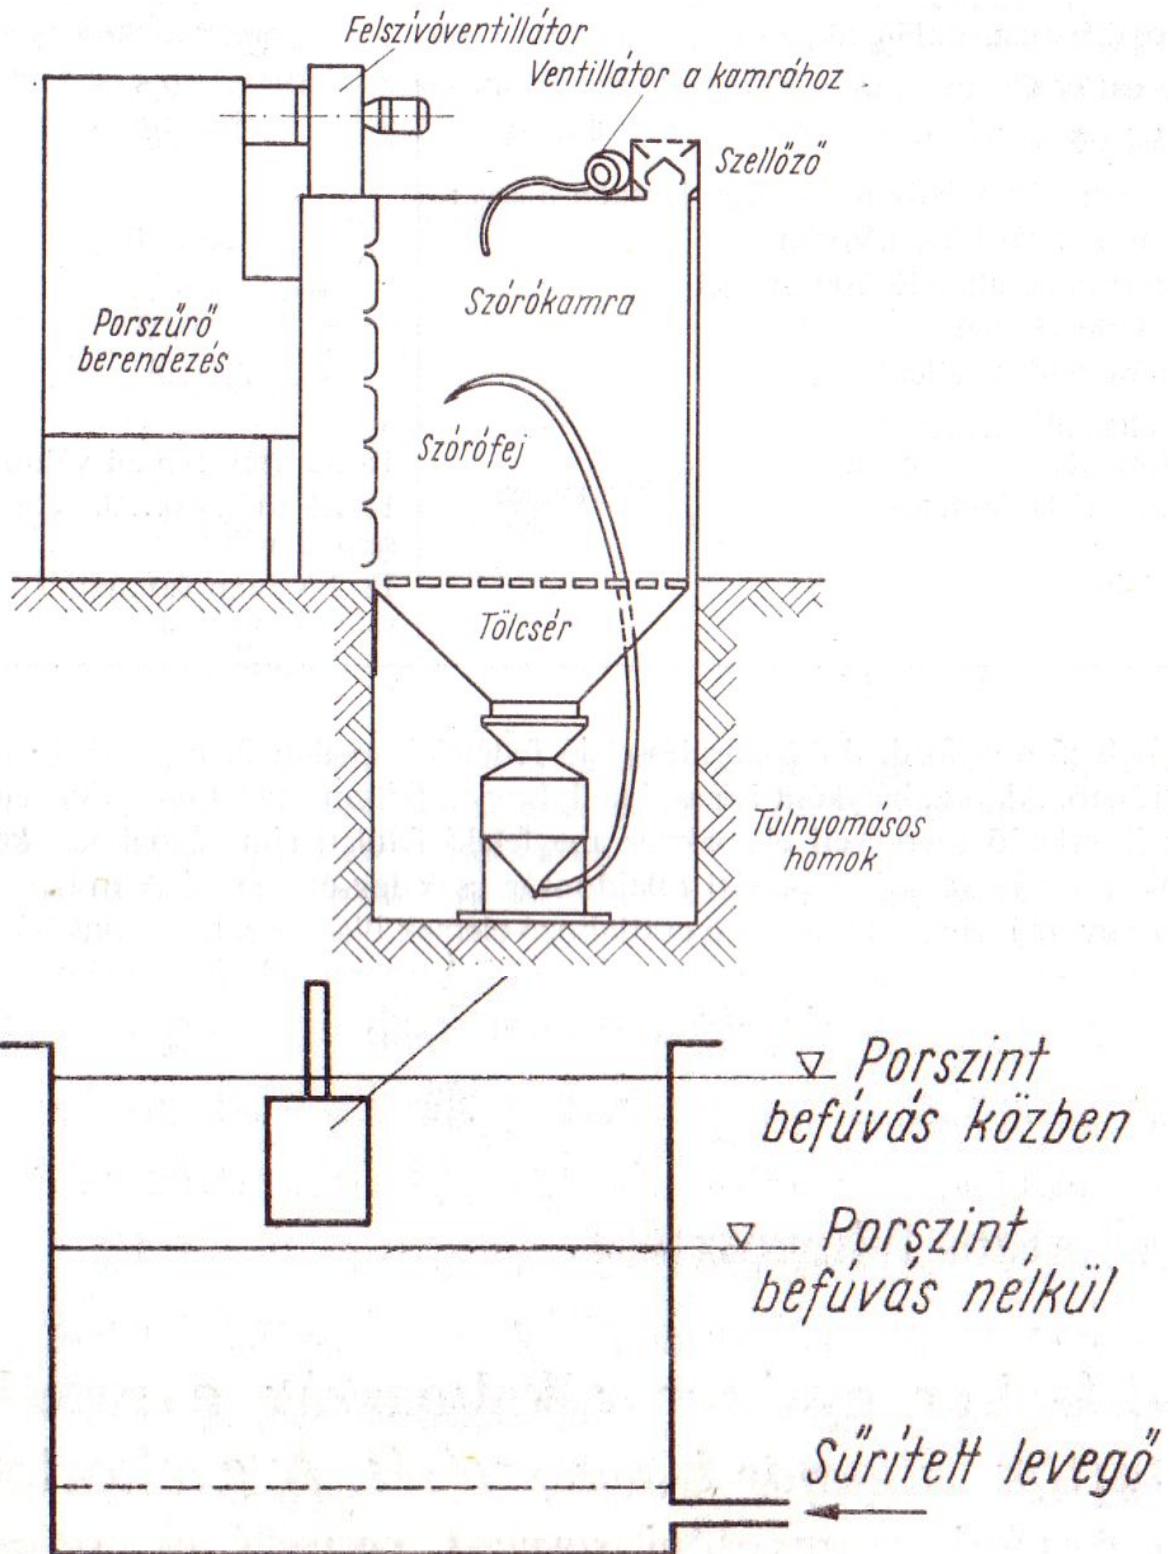 Felszívóventillátor
Ventillátor a kamrához
Szellőző
Szórókamra
Porszűrő
berendezés
Szórófej
Tölcsér
Túlnyomásos
homok
Porszint
befúvás közben
Porszint
befúvás nélkül
Sűrített levegő